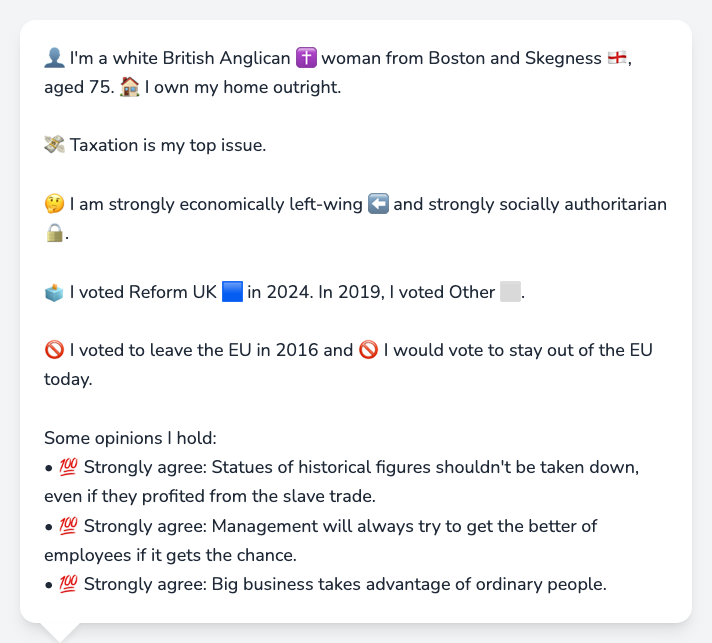 👤 I'm a white British Anglican ✝️ woman from Boston and Skegness 🏴󠁧󠁢󠁥󠁮󠁧󠁿,
aged 75. 🏠 I own my home outright.
💸 Taxation is my top issue.
🤔 I am strongly economically left-wing ⬅️ and strongly socially authoritarian
🔒.
🗳️ I voted Reform UK 🟦 in 2024. In 2019, I voted Other ⬜.
🚫 I voted to leave the EU in 2016 and 🚫 I would vote to stay out of the EU
today.
Some opinions I hold:
• 💯 Strongly agree: Statues of historical figures shouldn't be taken down,
even if they profited from the slave trade.
• 💯 Strongly agree: Management will always try to get the better of
employees if it gets the chance.
• 💯 Strongly agree: Big business takes advantage of ordinary people.